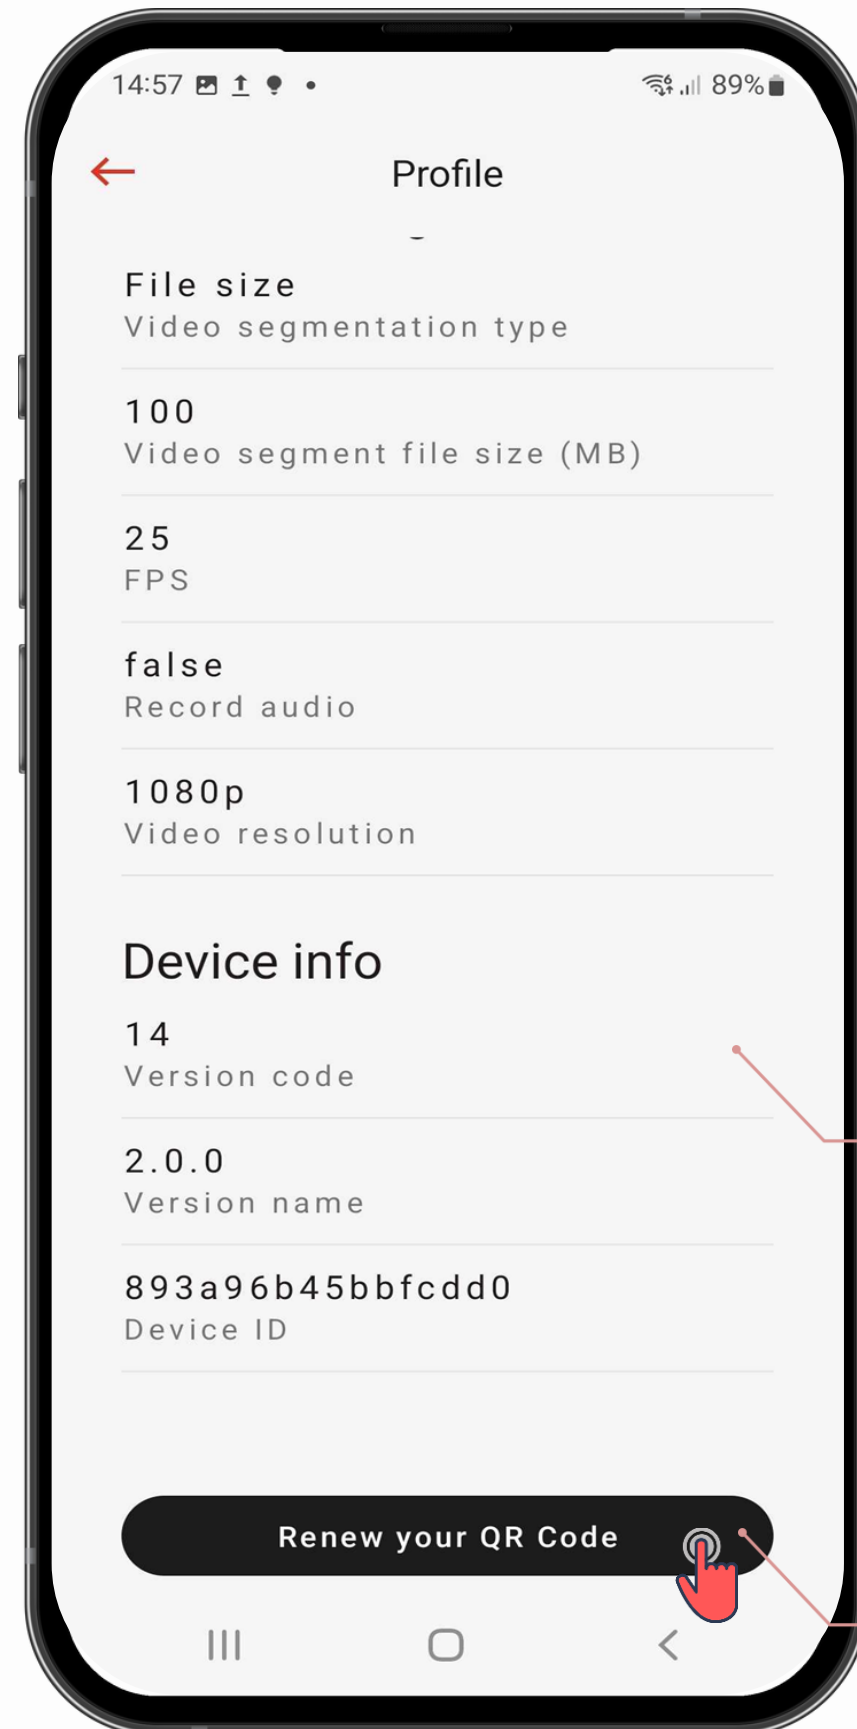 14:57
89%
Profile
File size
Video segmentation type
100
Video segment file size (MB)
25
FPS
false
Record audio
1080p
Video resolution
Device info
14
Version code
2.0.0
Version name
893a96b45bbfcdd0
Device ID
Renew your QR Code